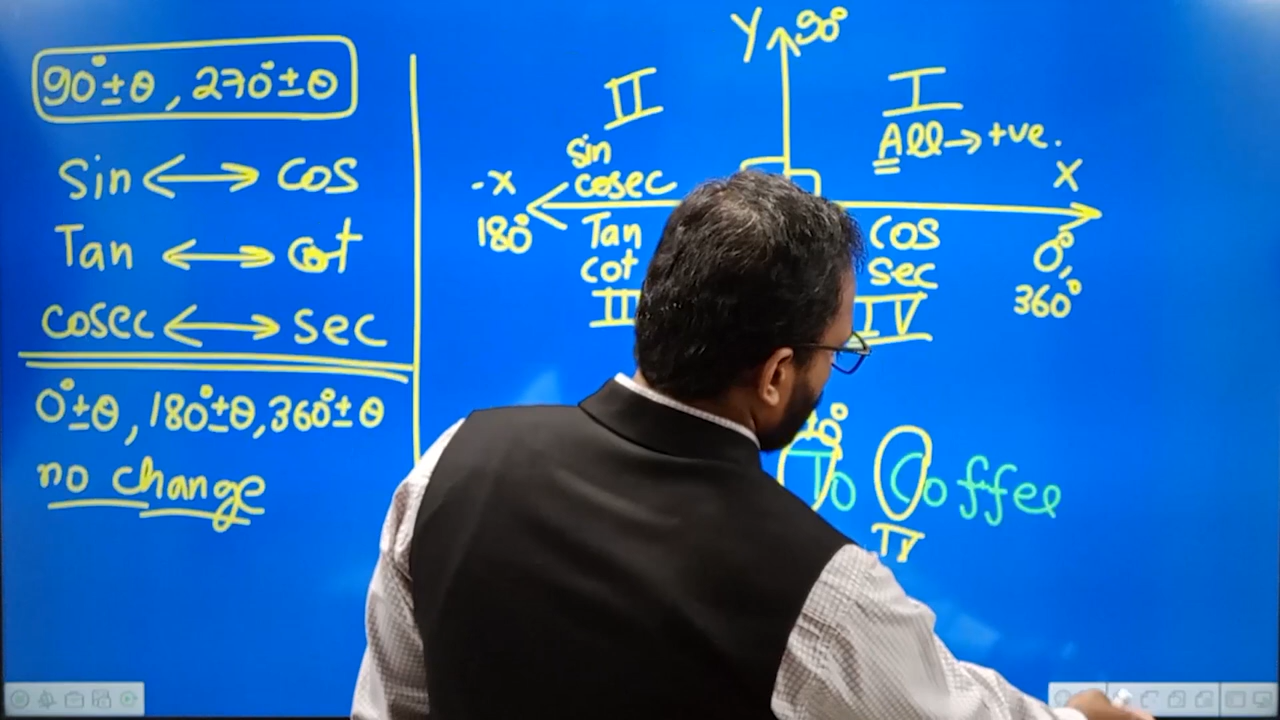 90°±θ, 270°±θ
Sin ⟷ cos
Tan ⟷ cot
cosec ⟷ sec
0°±θ, 180°±θ, 360°±θ
no change
Y 90°
II
I
sin
All → +ve.
-X
cosec
X
180°
Tan
cos
0°,
cot
sec
360°
IV
To Coffee
IV